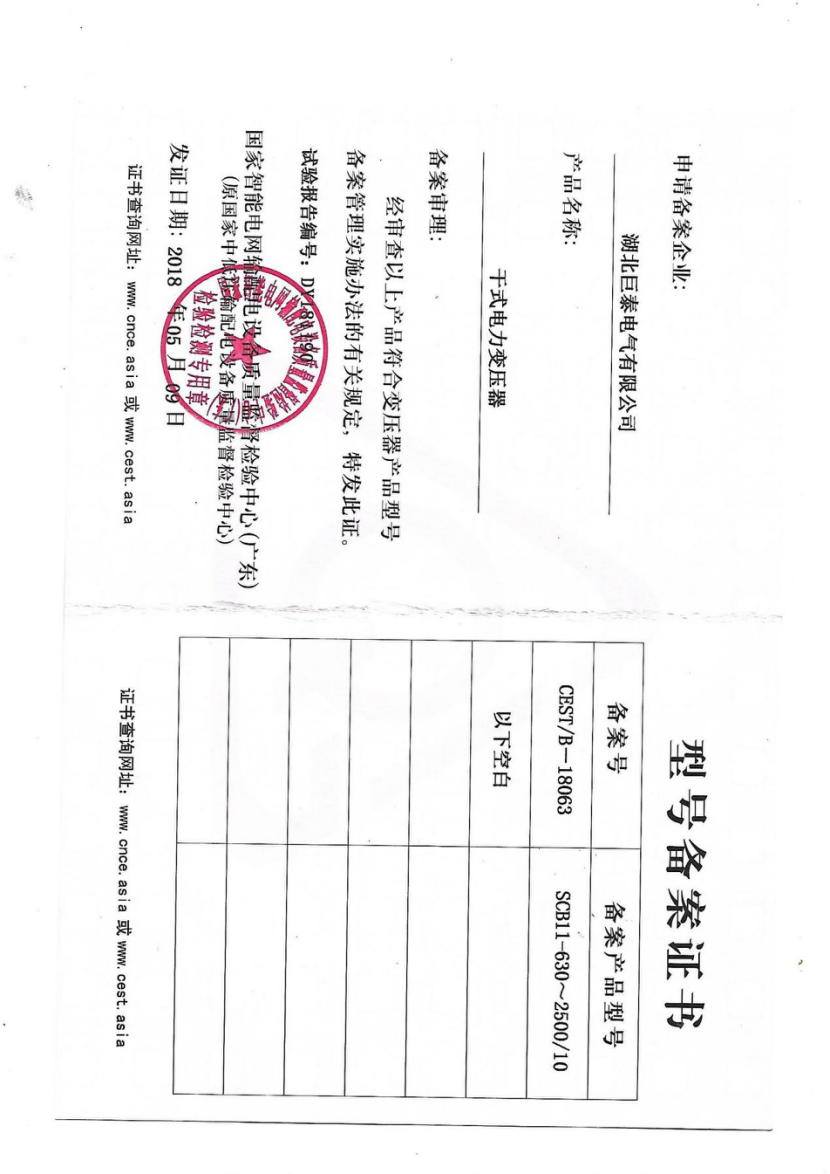 申请备案企业:
湖北巨泰电气有限公司
产品名称:
干式电力变压器
备案审理:
经审查以上产品符合变压器产品型号
备案管理实施办法的有关规定，特发此证。
试验报告编号: DY181190
国家智能电网输配电设备质量监督检验中心(广东)
(原国家中低压输配电设备质量监督检验中心)
发证日期: 2018 年 05 月 09 日
检验检测专用章
证书查询网址: www.cnce.asia 或 www.cest.asia
型号备案证书
备案号 备案产品型号
CEST/B-18063 SCB11-630～2500/10
以下空白
证书查询网址: www.cnce.asia 或 www.cest.asia